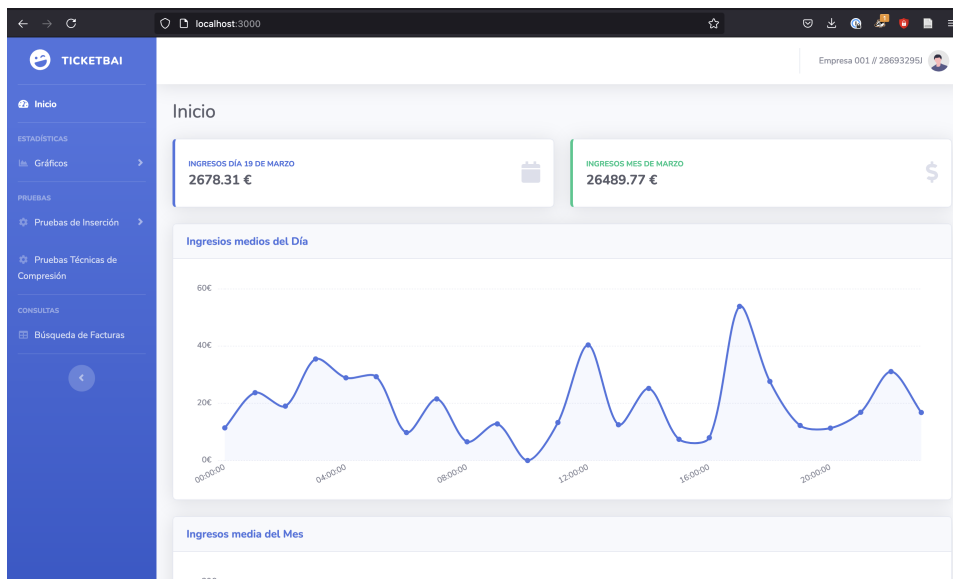 localhost:3000
TICKETBAI
Empresa 001 // 28693295J
Inicio
ESTADÍSTICAS
Gráficos
PRUEBAS
Pruebas de Inserción
Pruebas Técnicas de
Compresión
CONSULTAS
Búsqueda de Facturas
Inicio
INGRESOS DÍA 19 DE MARZO
2678.31 €
INGRESOS MES DE MARZO
26489.77 €
Ingresios medios del Día
60€
40€
20€
0€
00:00:00
04:00:00
08:00:00
12:00:00
16:00:00
20:00:00
Ingresos media del Mes